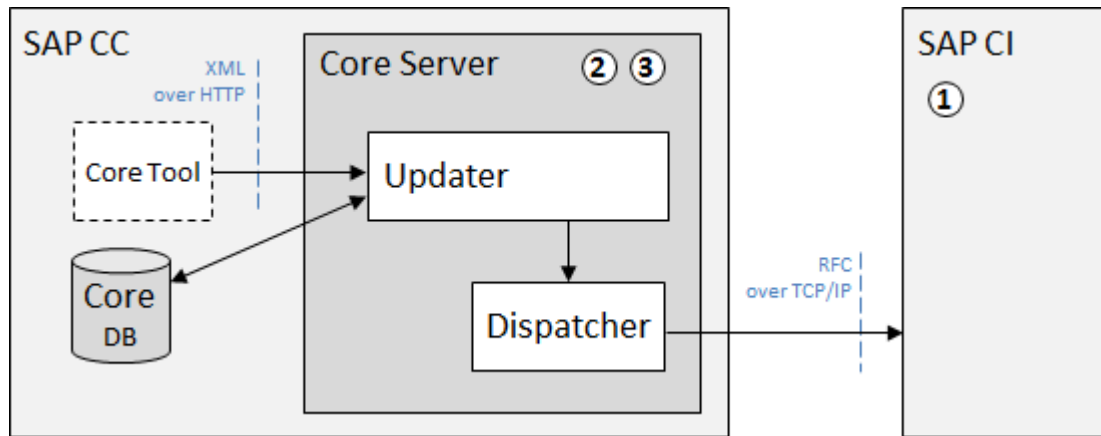 SAP CC
XML
over HTTP
Core Server
2 3
Core Tool
Updater
Core
DB
Dispatcher
RFC
over TCP/IP
SAP CI
1